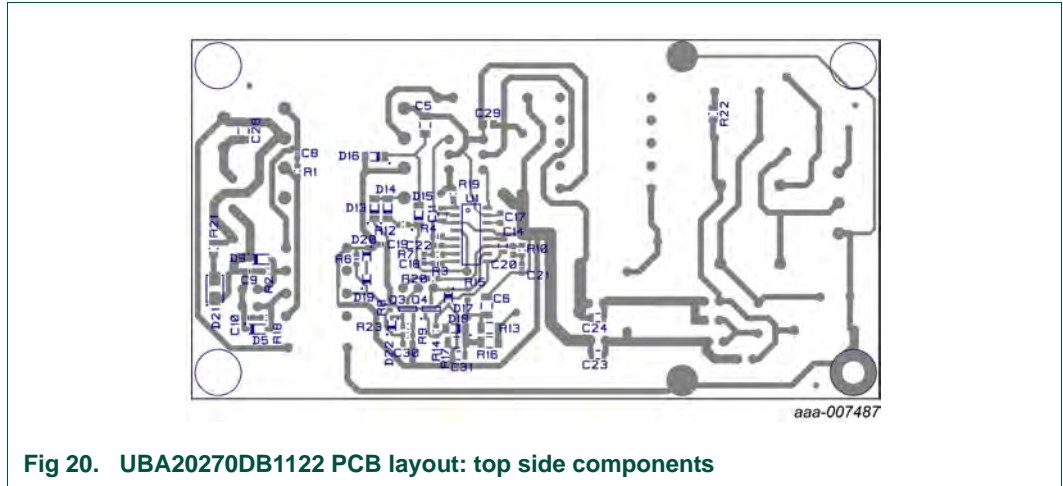 C5
C29
R22
C28
C8
R1
D16
D14
D13
D15
R19
U1
C11
C17
R12
R4
C14
R21
D20
C19
C22
R10
R6
R7
C18
C20
D9
R3
C21
C9
R2
R20
R15
D19
D21
R8
Q3
Q4
D17
C6
C10
D5
R18
R23
R9
D18
R13
C24
D22
C30
R14
R17
R16
C31
C23
aaa-007487
Fig 20. UBA20270DB1122 PCB layout: top side components